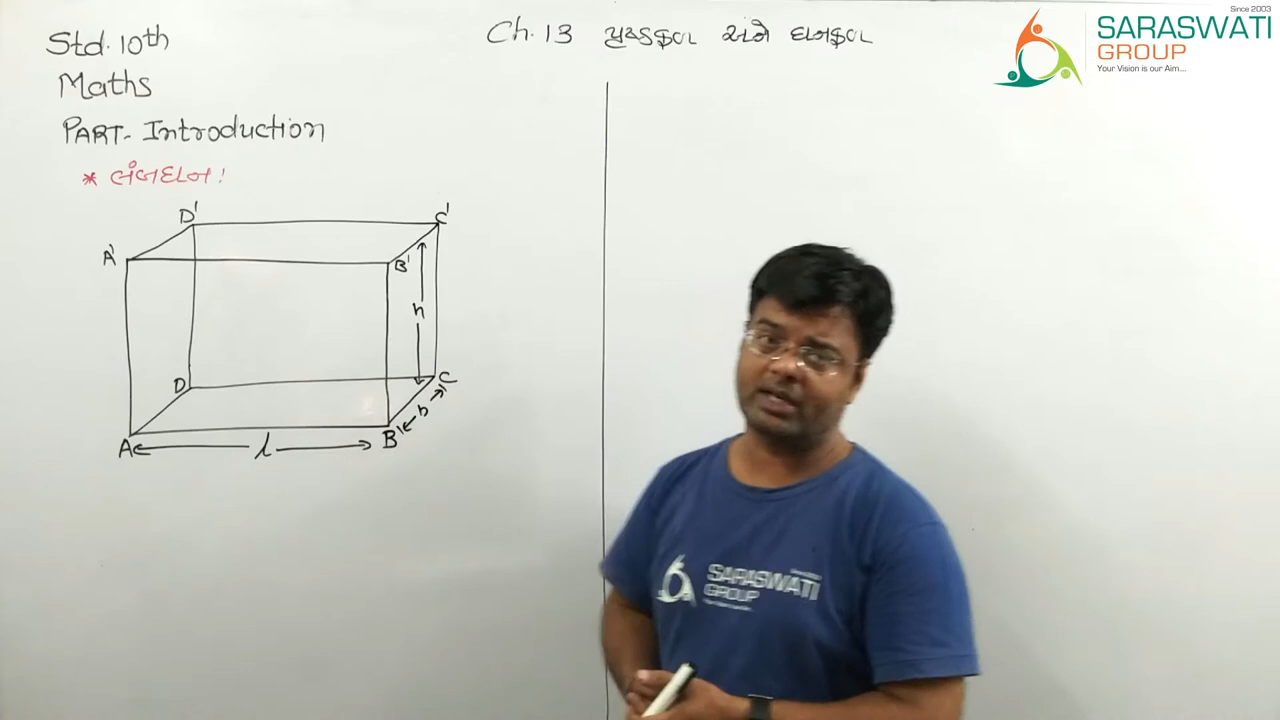 Std. 10th
Maths
PART- Introduction
* લંબઘન :
Ch. 13 પૃષ્ઠફળ અને ઘનફળ
Since 2003
SARASWATI
GROUP
Your Vision is our Aim...
D' C'
A' B'
h
D C
b
A l B
SARASWATI
GROUP